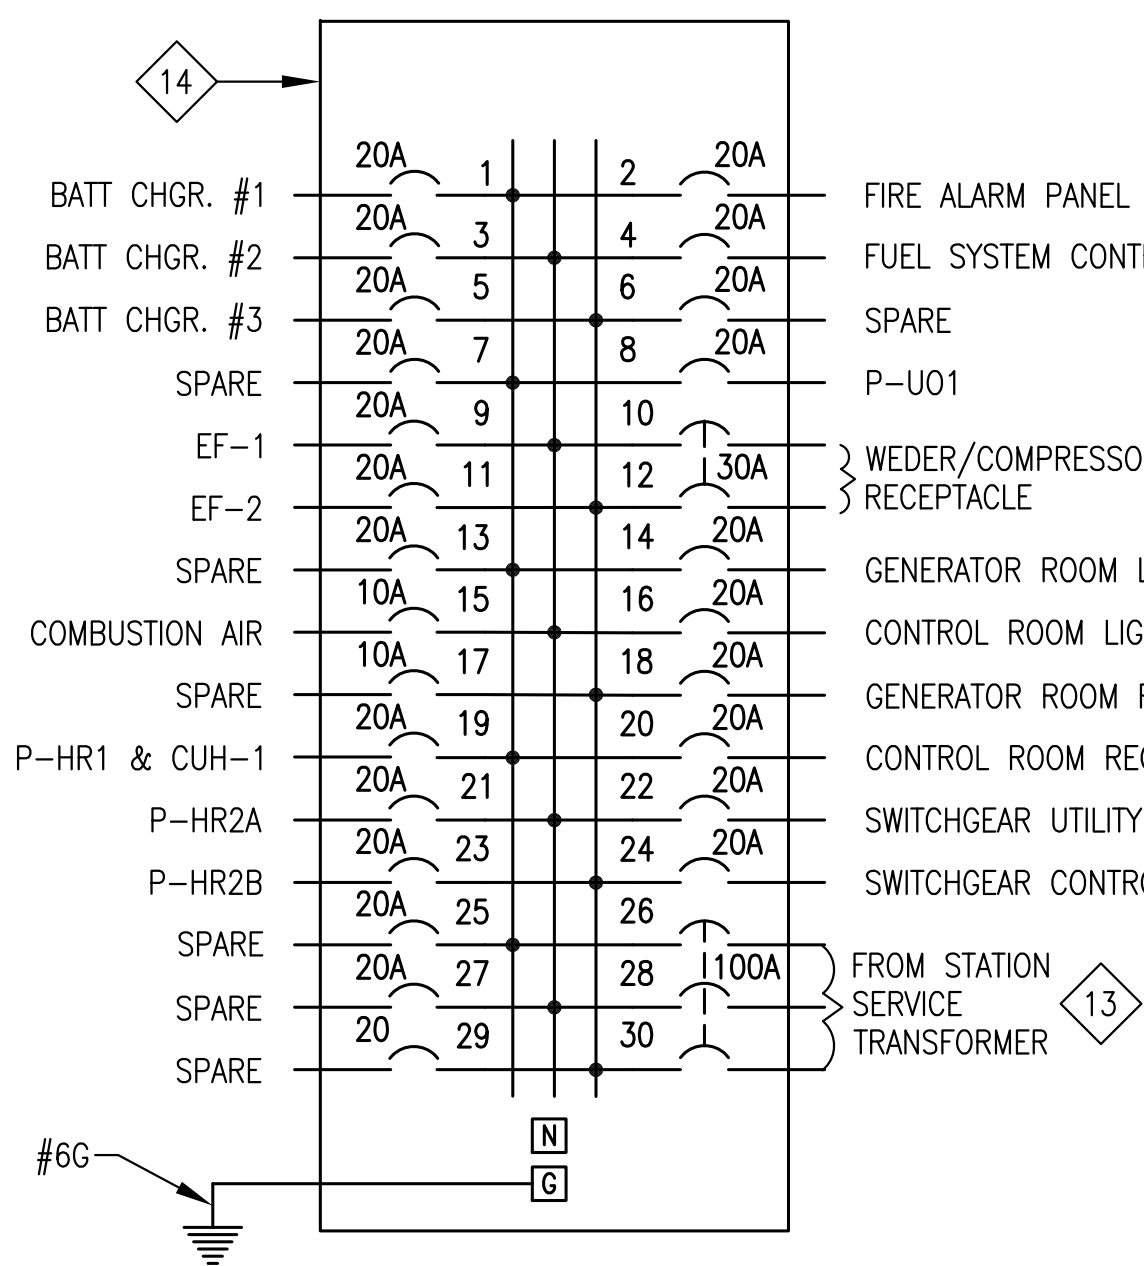 14
BATT CHGR. #1 20A 1 2 20A FIRE ALARM PANEL
BATT CHGR. #2 20A 3 4 20A FUEL SYSTEM CONT
BATT CHGR. #3 20A 5 6 20A SPARE
SPARE 20A 7 8 20A P-UO1
EF-1 20A 9 10
30A WEDER/COMPRESSO
RECEPTACLE
EF-2 20A 11 12
SPARE 20A 13 14 20A GENERATOR ROOM L
COMBUSTION AIR 10A 15 16 20A CONTROL ROOM LIG
SPARE 10A 17 18 20A GENERATOR ROOM
P-HR1 & CUH-1 20A 19 20 20A CONTROL ROOM REC
P-HR2A 20A 21 22 20A SWITCHGEAR UTILITY
P-HR2B 20A 23 24 20A SWITCHGEAR CONTRO
SPARE 20A 25 26
SPARE 20A 27 28 100A
FROM STATION
SERVICE
TRANSFORMER
13
SPARE 20 29 30
N
G
#6G